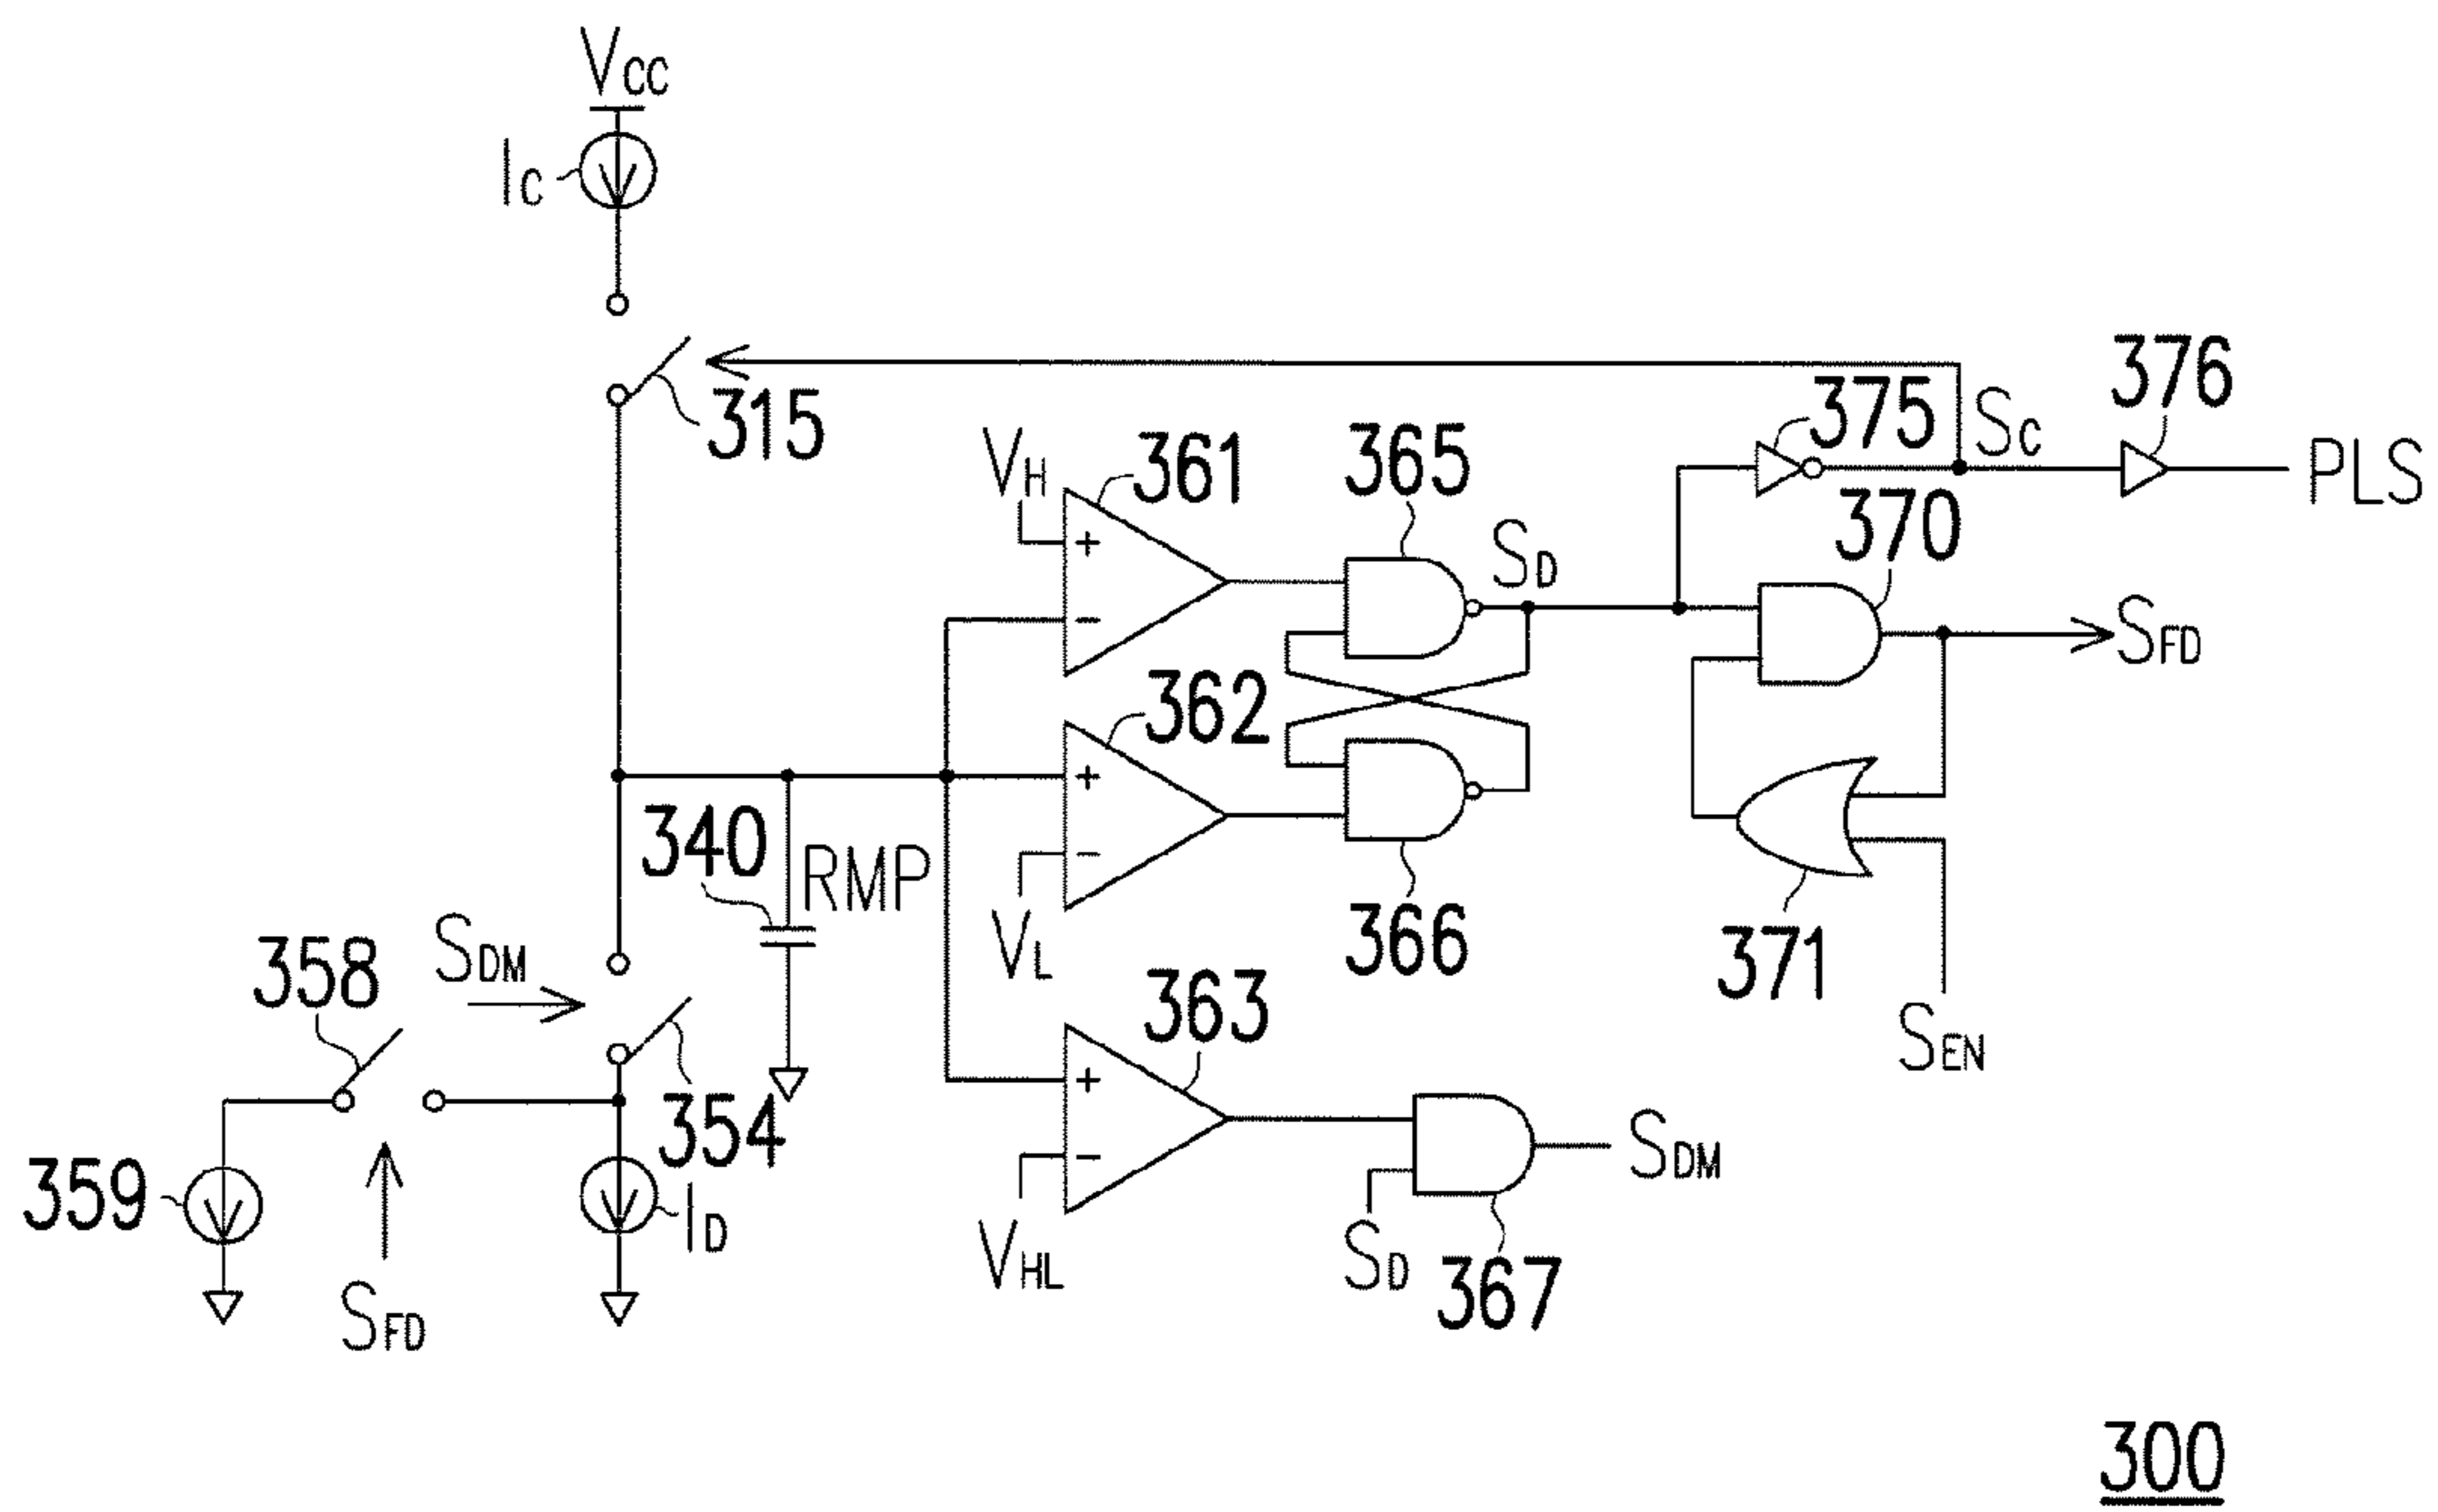 VCC
IC
315
376
375
SC
PLS
VH
361
365
SD
370
SFD
362
340
RMP
VL
366
371
SEN
358
SDM
363
354
359
ID
SFD
VHL
SD
367
SDM
300